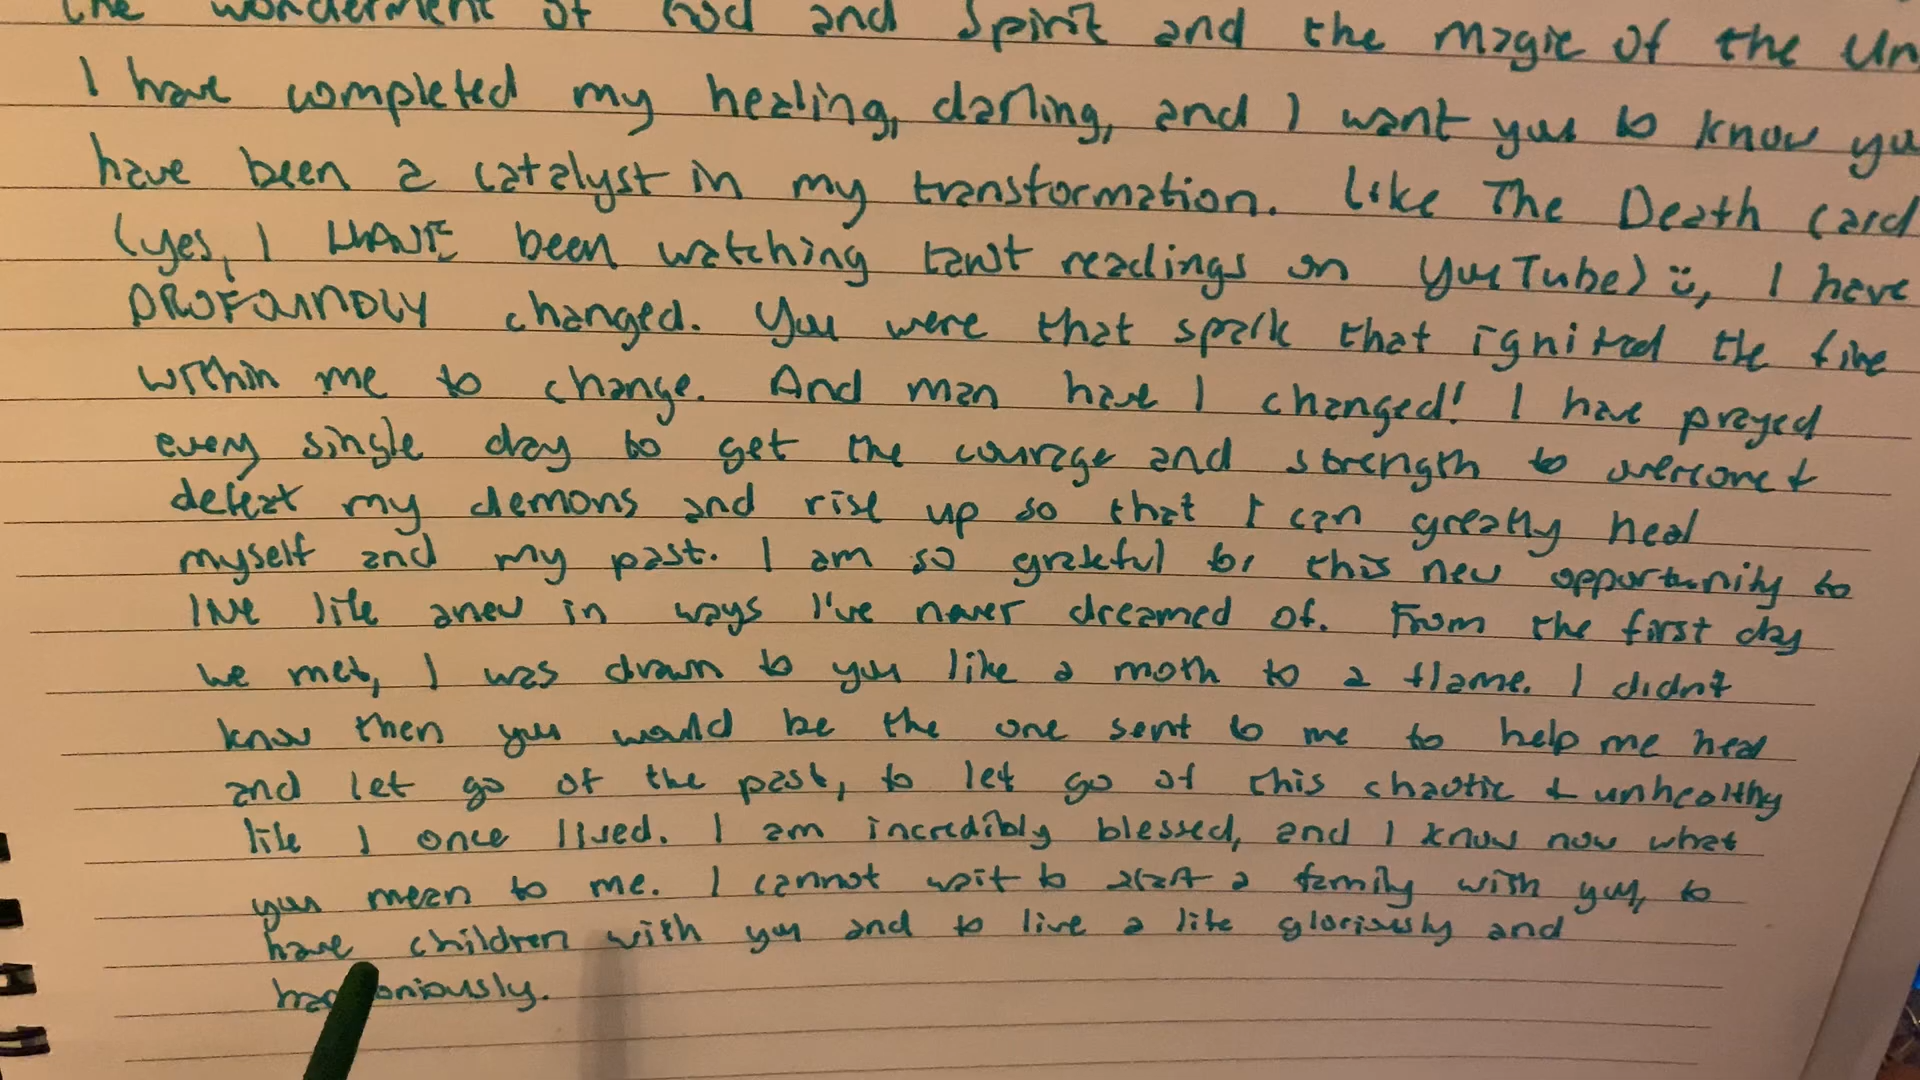 the wonderment of God and Spirit and the magic of the Un
I have completed my healing, darling, and I want you to know you
have been a catalyst in my transformation. Like The Death card
(yes, I HAVE been watching tarot readings on YouTube) :), I have
PROFOUNDLY changed. You were that spark that ignited the fire
within me to change. And man have I changed! I have prayed
every single day to get the courage and strength to overcome +
defeat my demons and rise up so that I can greatly heal
myself and my past. I am so grateful for this new opportunity to
live life anew in ways I've never dreamed of. From the first day
we met, I was drawn to you like a moth to a flame. I didn't
know then you would be the one sent to me to help me heal
and let go of the past, to let go of this chaotic + unhealthy
life I once lived. I am incredibly blessed, and I know now what
you mean to me. I cannot wait to start a family with you, to
have children with you and to live a life gloriously and
harmoniously.